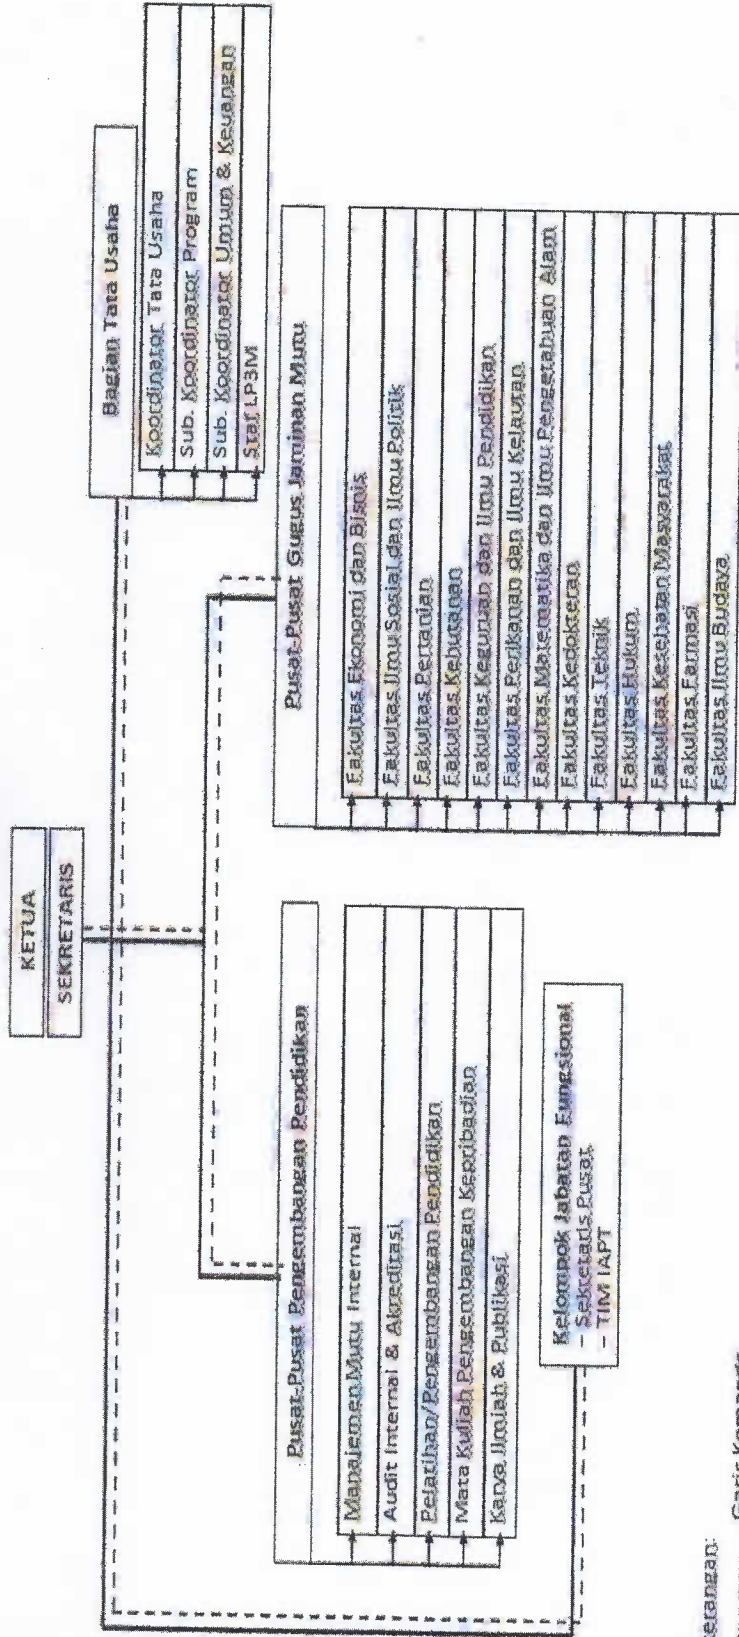 KETUA
SEKRETARIS
Bagian Tata Usaha
Koordinator Tata Usaha
Sub. Koordinator Program
Sub. Koordinator Umum & Keuangan
Staf LP3M
Pusat-Pusat Pengembangan Pendidikan
Manajemen Mutu Internal
Audit Internal & Akreditasi
Pelatihan/Pengembangan Pendidikan
Mata Kuliah Pengembangan Kepribadian
Karya Ilmiah & Publikasi
Pusat-Pusat Gugus Jaminan Mutu
Fakultas Ekonomi dan Bisnis
Fakultas Ilmu Sosial dan Ilmu Politik
Fakultas Pertanian
Fakultas Kehutanan
Fakultas Keguruan dan Ilmu Pendidikan
Fakultas Perikanan dan Ilmu Kelautan
Fakultas Matematika dan Ilmu Pengetahuan Alam
Fakultas Kedokteran
Fakultas Teknik
Fakultas Hukum
Fakultas Kesehatan Masyarakat
Fakultas Farmasi
Fakultas Ilmu Budaya
Kelompok Jabatan Fungsional
- Sekretaris Pusat
- TIM IAPT
erangan:
Garis Komando